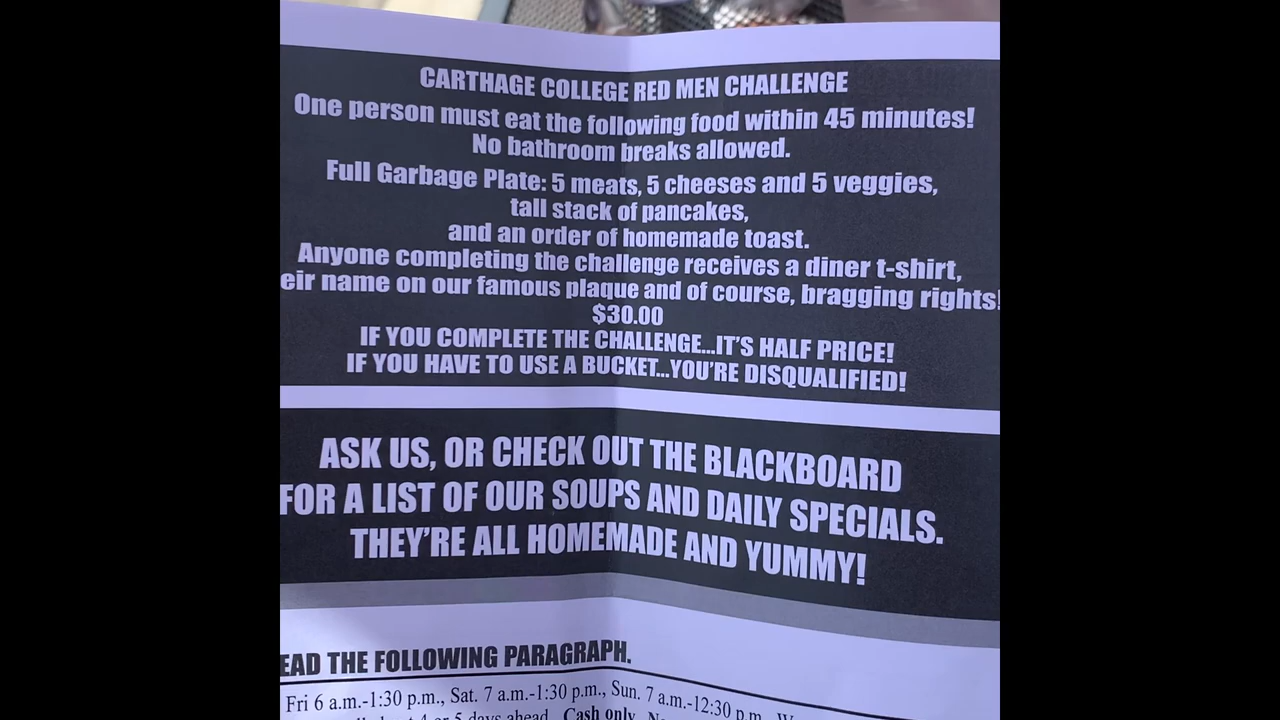 CARTHAGE COLLEGE RED MEN CHALLENGE
One person must eat the following food within 45 minutes!
No bathroom breaks allowed.
Full Garbage Plate: 5 meats, 5 cheeses and 5 veggies,
tall stack of pancakes,
and an order of homemade toast.
Anyone completing the challenge receives a diner t-shirt,
eir name on our famous plaque and of course, bragging rights!
$30.00
IF YOU COMPLETE THE CHALLENGE...IT'S HALF PRICE!
IF YOU HAVE TO USE A BUCKET...YOU'RE DISQUALIFIED!
ASK US, OR CHECK OUT THE BLACKBOARD
FOR A LIST OF OUR SOUPS AND DAILY SPECIALS.
THEY'RE ALL HOMEMADE AND YUMMY!
EAD THE FOLLOWING PARAGRAPH.
Fri 6 a.m.-1:30 p.m., Sat. 7 a.m.-1:30 p.m., Sun. 7 a.m.-12:30 p.m.
4 or 5 days ahead. Cash only.